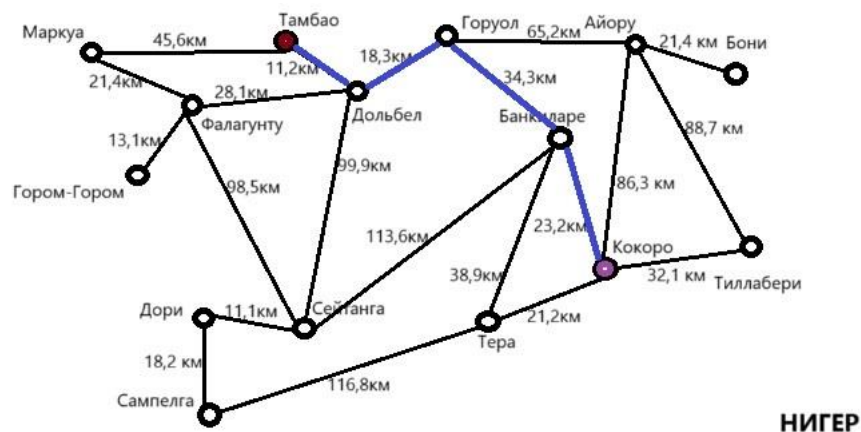 Тамбао
Горуол
Айору
Маркуа
45,6км
65,2км
21,4 км
Бони
18,3км
11,2км
21,4км
34,3км
28,1км
Дольбел
Банкиларе
Фалагунту
88,7 км
13,1км
99,9км
Гором-Гором
98,5км
86,3 км
113,6км
23,2км
Кокоро
38,9км
32,1 км
Тиллабери
Дори
11,1км
Сейтанга
21,2км
Тера
18,2 км
116,8км
Сампелга
НИГЕР